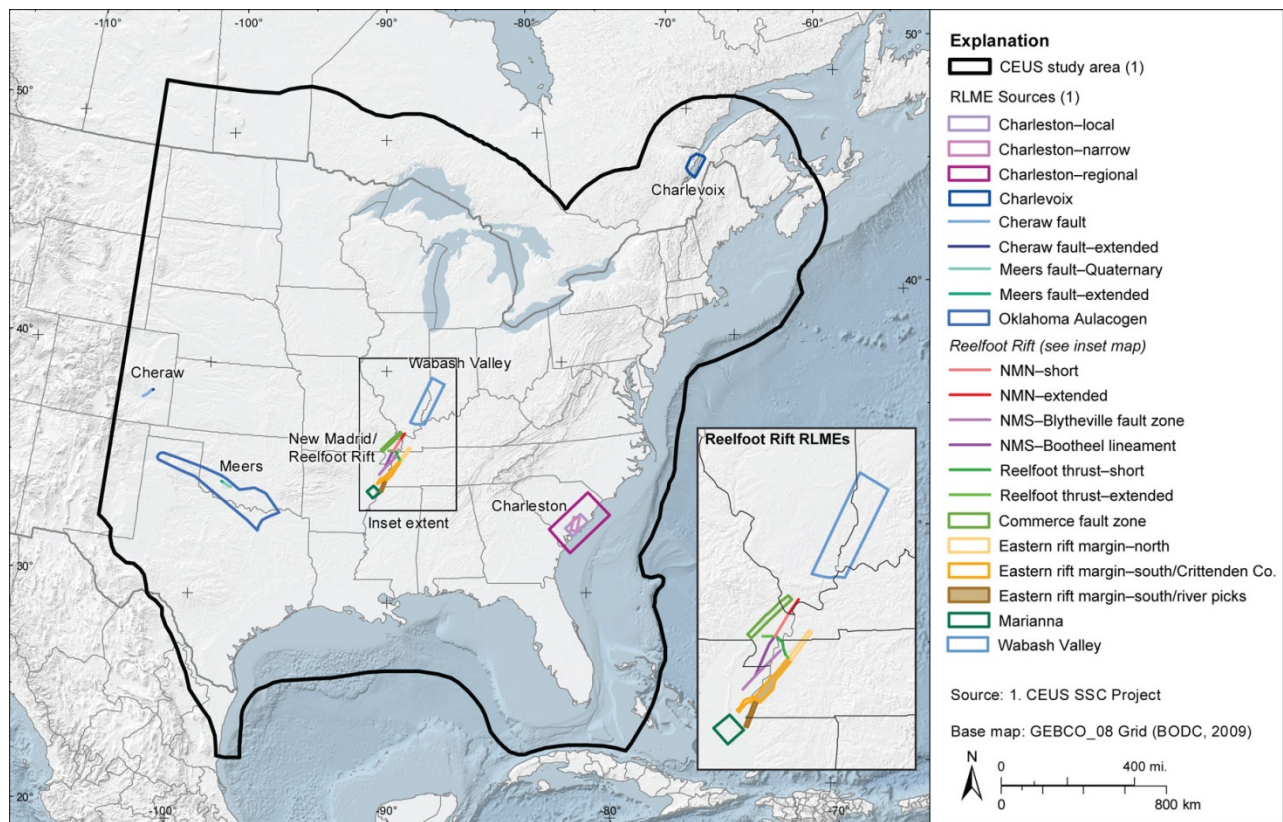 -100°
-90°
-80°
-70°
-60°
50°
50°
40°
40°
30°
30°
20°
20°
-100°
-90°
-80°
-70°
Charlevoix
Cheraw
Wabash Valley
New Madrid/
Reelfoot Rift
Meers
Charleston
Inset extent
Reelfoot Rift RLMEs
Explanation
CEUS study area (1)
RLME Sources (1)
Charleston–local
Charleston–narrow
Charleston–regional
Charlevoix
Cheraw fault
Cheraw fault–extended
Meers fault–Quaternary
Meers fault–extended
Oklahoma Aulacogen
Reelfoot Rift (see inset map)
NMN–short
NMN–extended
NMS–Blytheville fault zone
NMS–Bootheel lineament
Reelfoot thrust–short
Reelfoot thrust–extended
Commerce fault zone
Eastern rift margin–north
Eastern rift margin–south/Crittenden Co.
Eastern rift margin–south/river picks
Marianna
Wabash Valley
Source: 1. CEUS SSC Project
Base map: GEBCO_08 Grid (BODC, 2009)
N
0 400 mi.
0 800 km